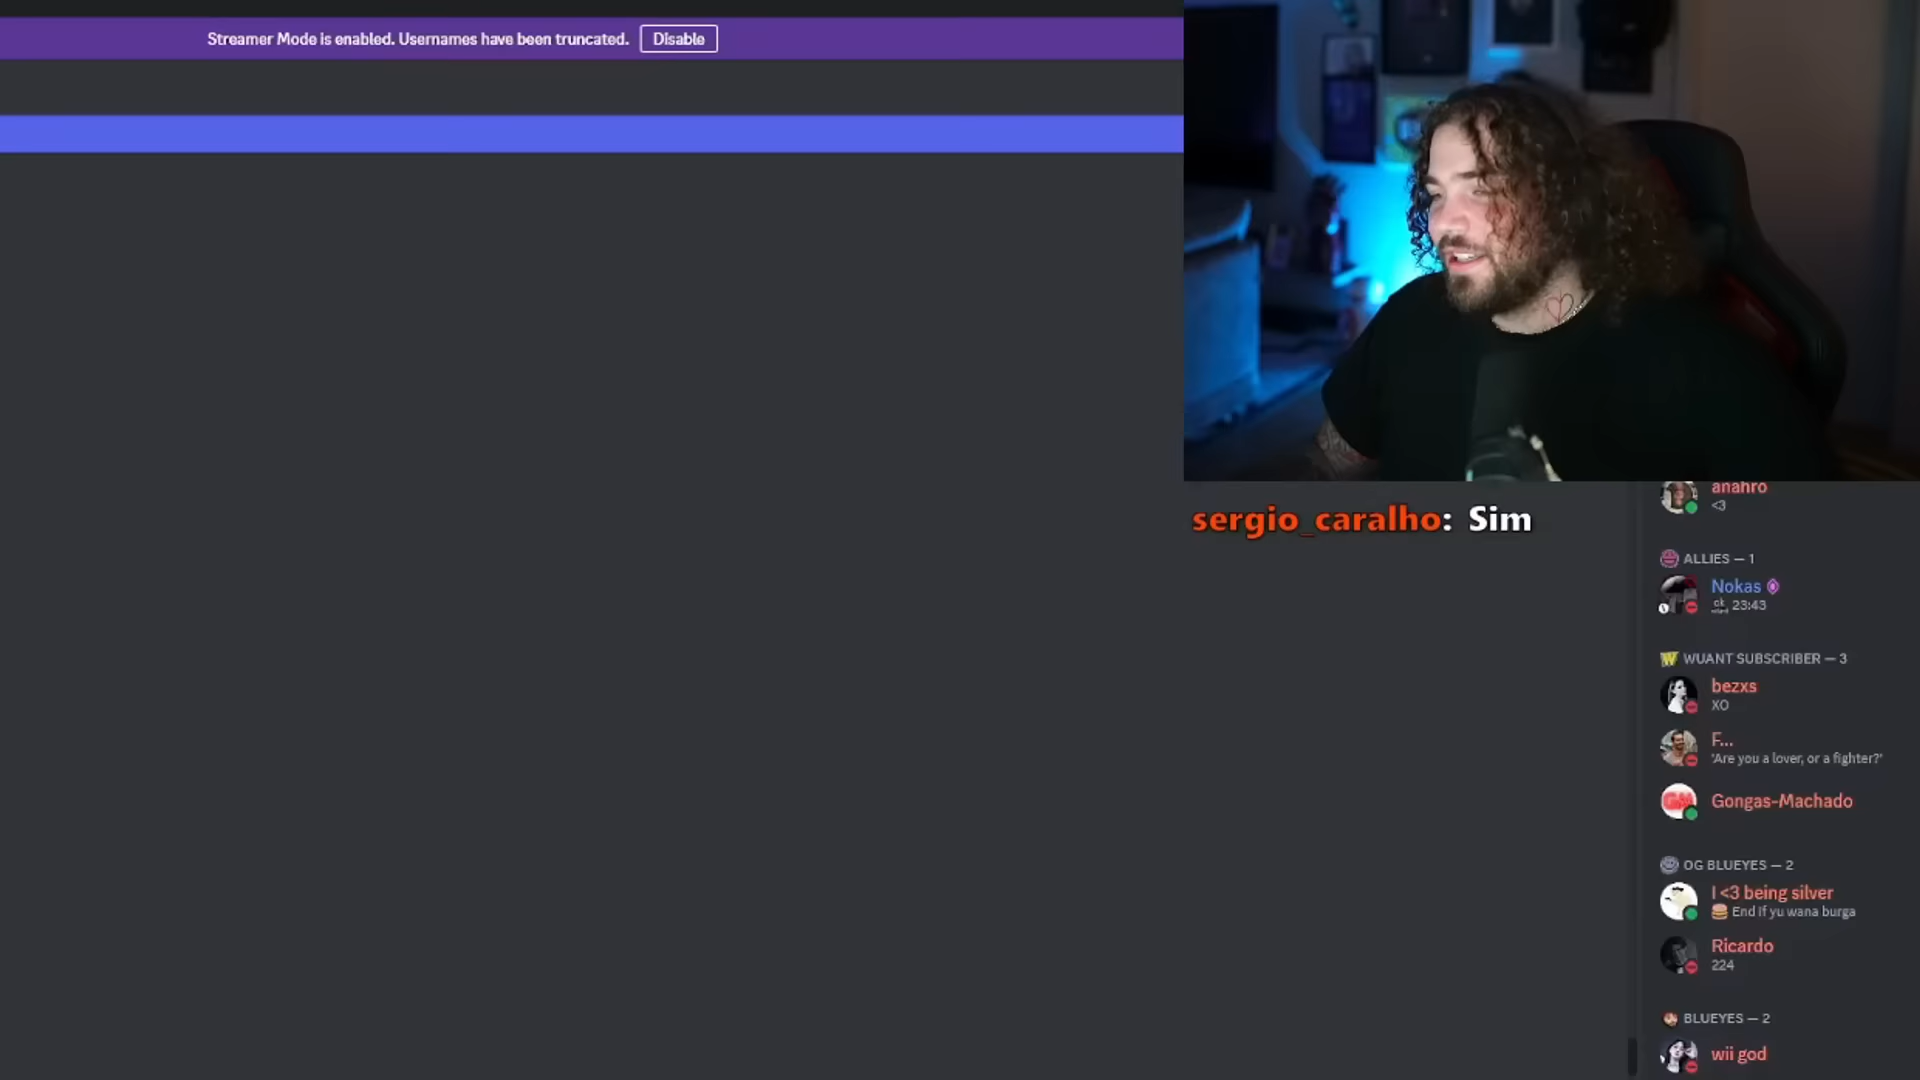 Streamer Mode is enabled. Usernames have been truncated. Disable
anahro
<3
sergio_caralho: Sim
ALLIES — 1
Nokas
23:43
WUANT SUBSCRIBER — 3
bezxs
XO
F...
'Are you a lover, or a fighter?'
Gongas-Machado
OG BLUEYES — 2
I <3 being silver
End If yu wana burga
Ricardo
224
BLUEYES — 2
wii god